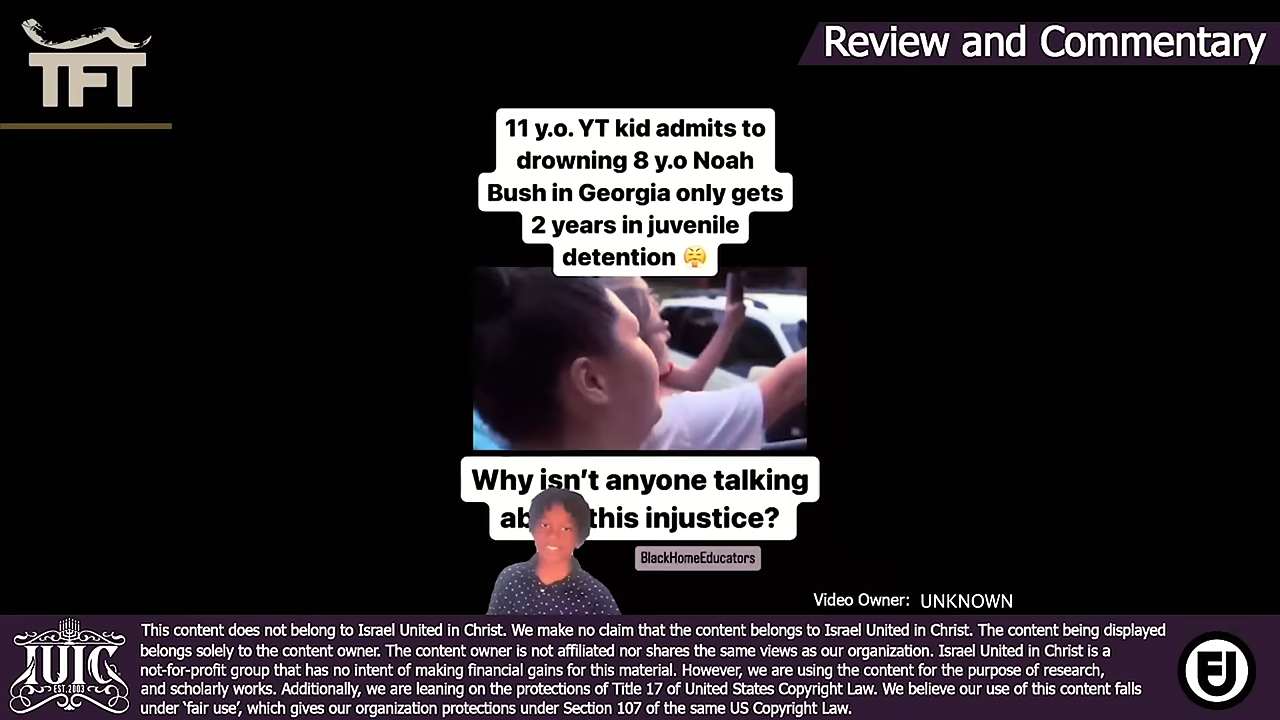 TFT
Review and Commentary
11 y.o. YT kid admits to
drowning 8 y.o Noah
Bush in Georgia only gets
2 years in juvenile
detention 😤
Why isn't anyone talking
ab this injustice?
BlackHomeEducators
Video Owner: UNKNOWN
IUIC
EST.2003
This content does not belong to Israel United in Christ. We make no claim that the content belongs to Israel United in Christ. The content being displayed
belongs solely to the content owner. The content owner is not affiliated nor shares the same views as our organization. Israel United in Christ is a
not-for-profit group that has no intent of making financial gains for this material. However, we are using the content for the purpose of research,
and scholarly works. Additionally, we are leaning on the protections of Title 17 of United States Copyright Law. We believe our use of this content falls
under 'fair use', which gives our organization protections under Section 107 of the same US Copyright Law.